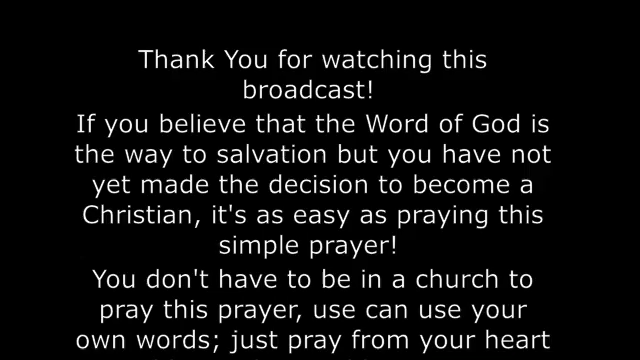 Thank You for watching this
broadcast!
If you believe that the Word of God is
the way to salvation but you have not
yet made the decision to become a
Christian, it's as easy as praying this
simple prayer!
You don't have to be in a church to
pray this prayer, use can use your
own words; just pray from your heart